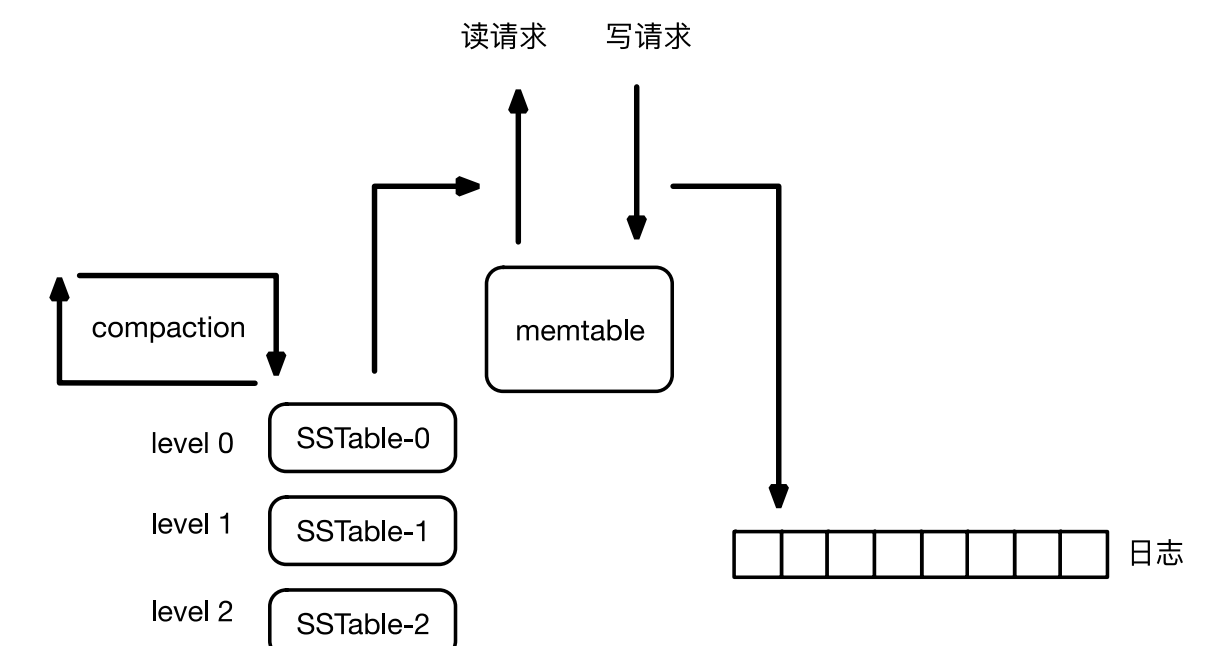 读请求 写请求
compaction
memtable
level 0 SSTable-0
level 1 SSTable-1
level 2 SSTable-2
日志